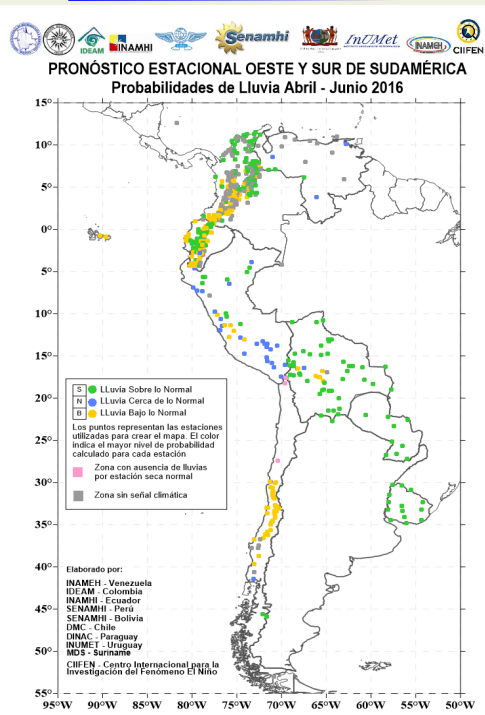 IDEAM
INAMHI
Senamhi
InUMet
INAMEH
CIIFEN
PRONÓSTICO ESTACIONAL OESTE Y SUR DE SUDAMÉRICA
Probabilidades de Lluvia Abril - Junio 2016
15°
10°
5°
0°
5°
10°
15°
20°
25°
30°
35°
40°
45°
50°
55°
S LLuvia Sobre lo Normal
N LLuvia Cerca de lo Normal
B LLuvia Bajo lo Normal
Los puntos representan las estaciones
utilizadas para crear el mapa. El color
indica el mayor nivel de probabilidad
calculado para cada estación
Zona con ausencia de lluvias
por estación seca normal
Zona sin señal climática
Elaborado por:
INAMEH - Venezuela
IDEAM - Colombia
INAMHI - Ecuador
SENAMHI - Perú
SENAMHI - Bolivia
DMC - Chile
DINAC - Paraguay
INUMET - Uruguay
MDS - Suriname
CIIFEN - Centro Internacional para la
Investigación del Fenómeno El Niño
95°W 90°W 85°W 80°W 75°W 70°W 65°W 60°W 55°W 50°W